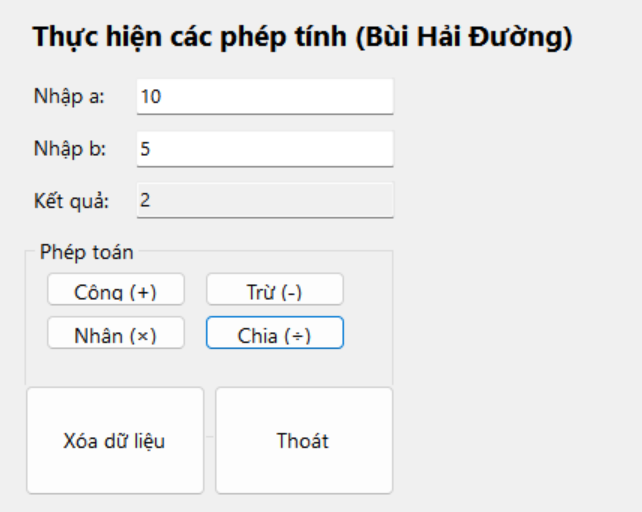 Thực hiện các phép tính (Bùi Hải Đường)
Nhập a: 10
Nhập b: 5
Kết quả: 2
Phép toán
Cộng (+) Trừ (-)
Nhân (×) Chia (÷)
Xóa dữ liệu Thoát